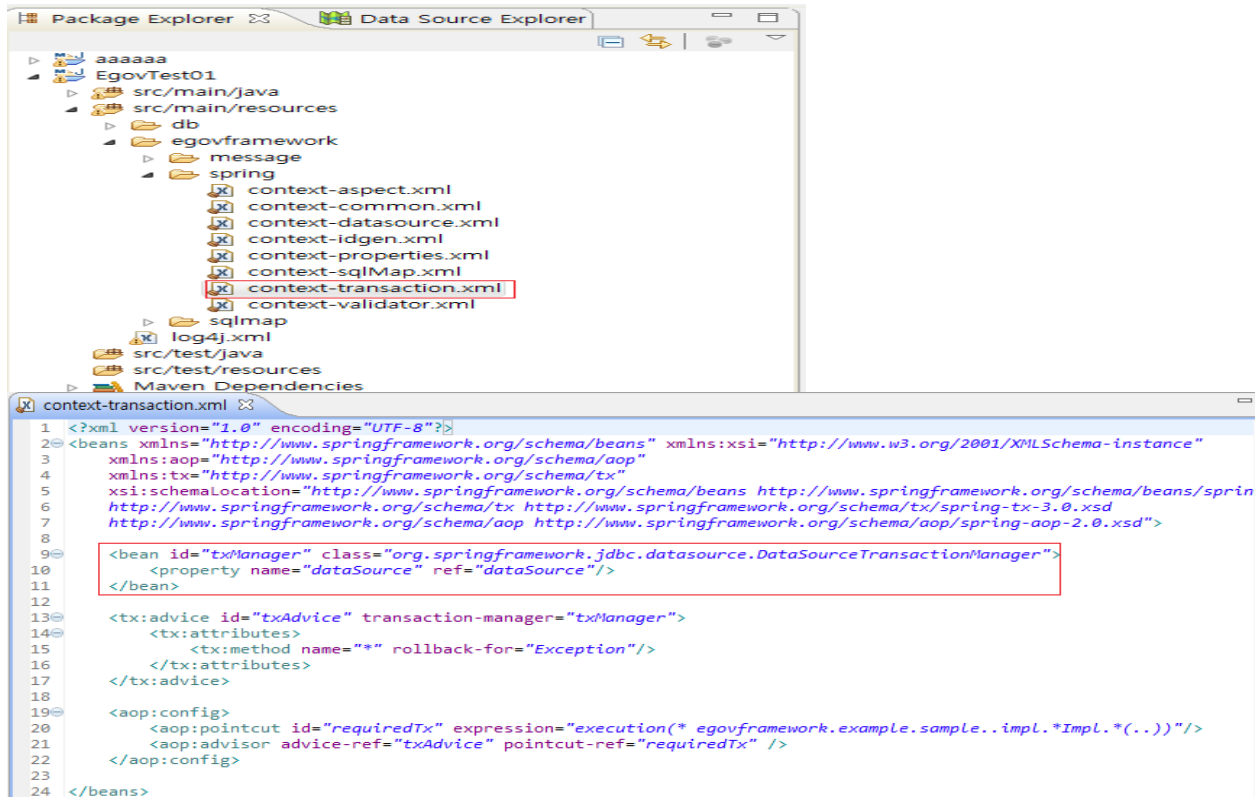 Package Explorer Data Source Explorer
aaaaaa
EgovTest01
src/main/java
src/main/resources
db
egovframework
message
spring
context-aspect.xml
context-common.xml
context-datasource.xml
context-idgen.xml
context-properties.xml
context-sqlMap.xml
context-transaction.xml
context-validator.xml
sqlmap
log4j.xml
src/test/java
src/test/resources
Maven Dependencies
context-transaction.xml
1 <?xml version="1.0" encoding="UTF-8"?>
2 <beans xmlns="http://www.springframework.org/schema/beans" xmlns:xsi="http://www.w3.org/2001/XMLSchema-instance"
3 xmlns:aop="http://www.springframework.org/schema/aop"
4 xmlns:tx="http://www.springframework.org/schema/tx"
5 xsi:schemaLocation="http://www.springframework.org/schema/beans http://www.springframework.org/schema/beans/sprin
6 http://www.springframework.org/schema/tx http://www.springframework.org/schema/tx/spring-tx-3.0.xsd
7 http://www.springframework.org/schema/aop http://www.springframework.org/schema/aop/spring-aop-2.0.xsd">
8
9 <bean id="txManager" class="org.springframework.jdbc.datasource.DataSourceTransactionManager">
10 <property name="dataSource" ref="dataSource"/>
11 </bean>
12
13 <tx:advice id="txAdvice" transaction-manager="txManager">
14 <tx:attributes>
15 <tx:method name="*" rollback-for="Exception"/>
16 </tx:attributes>
17 </tx:advice>
18
19 <aop:config>
20 <aop:pointcut id="requiredTx" expression="execution(* egovframework.example.sample..impl.*Impl.*(..))"/>
21 <aop:advisor advice-ref="txAdvice" pointcut-ref="requiredTx" />
22 </aop:config>
23
24 </beans>